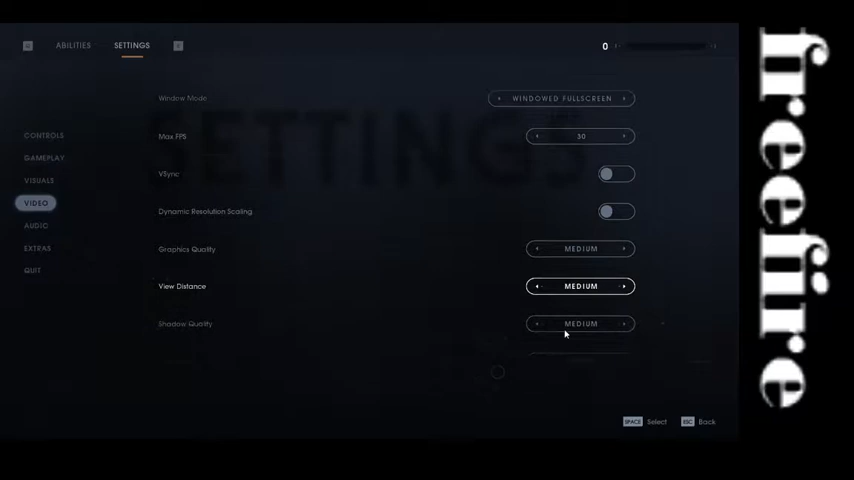 ABILITIES
SETTINGS
0
SETTINGS
Window Mode
WINDOWED FULLSCREEN
Max FPS
30
CONTROLS
GAMEPLAY
VISUALS
VIDEO
AUDIO
EXTRAS
QUIT
VSync
Dynamic Resolution Scaling
Graphics Quality
MEDIUM
View Distance
MEDIUM
Shadow Quality
MEDIUM
SPACE Select
ESC Back
freefire